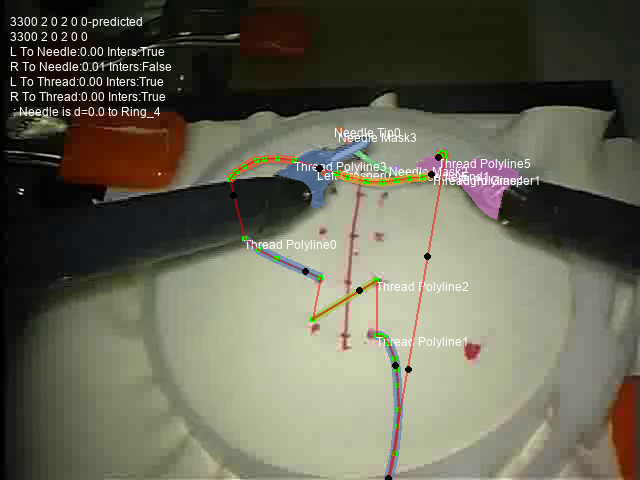 3300 2 0 2 0 0-predicted
3300 2 0 2 0 0
L To Needle:0.00 Inters:True
R To Needle:0.01 Inters:False
L To Thread:0.00 Inters:True
R To Thread:0.00 Inters:True
: Needle is d=0.0 to Ring_4
Needle Tip0
Needle Mask3
Thread Polyline5
Thread Polyline3
Thread Polyline0
Thread Polyline2
Thread Polyline1